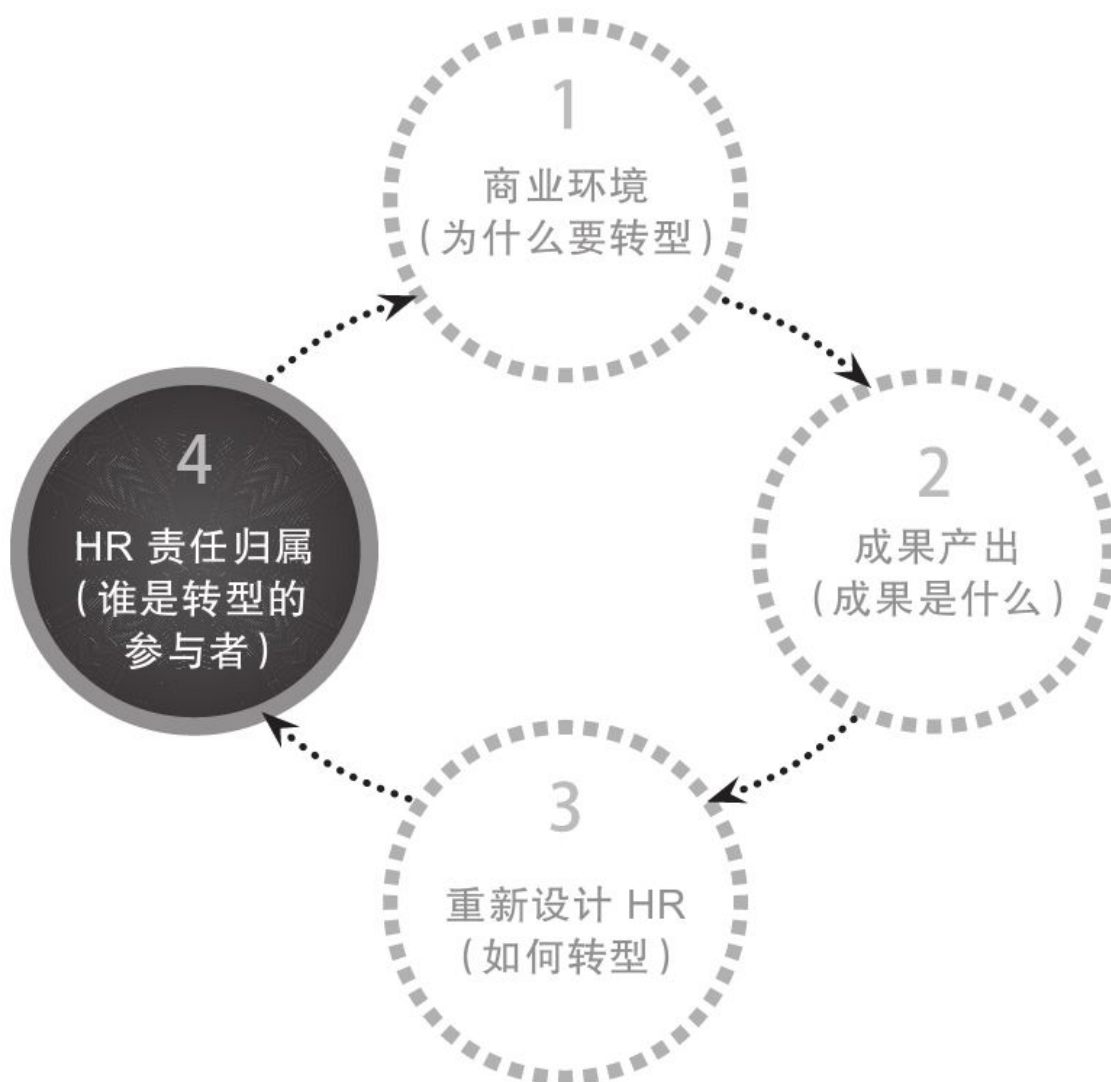 1
商业环境
（为什么要转型）
2
成果产出
（成果是什么）
3
重新设计 HR
（如何转型）
4
HR 责任归属
（谁是转型的
参与者）